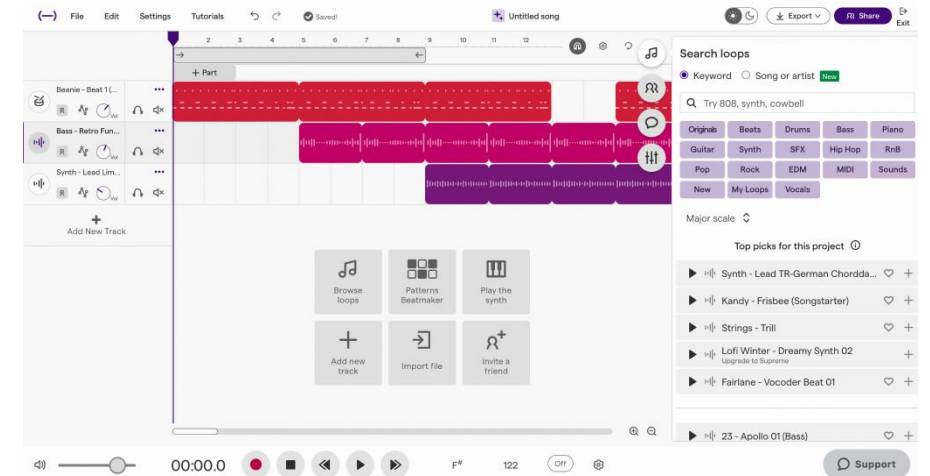 (—) File Edit Settings Tutorials Saved! Untitled song Export Share Exit
2 3 4 5 6 7 8 9 10 11 12
+ Part
Beanie - Beat 1 (... •••
R Vol
Bass - Retro Fun... •••
R Vol
Synth - Lead Lim... •••
R Vol
+
Add New Track
Browse
loops
Patterns
Beatmaker
Play the
synth
Add new
track
Import file
Invite a
friend
Search loops
Keyword Song or artist New
Try 808, synth, cowbell
Originals Beats Drums Bass Piano
Guitar Synth SFX Hip Hop RnB
Pop Rock EDM MIDI Sounds
New My Loops Vocals
Major scale
Top picks for this project
Synth - Lead TR-German Chordda...
Kandy - Frisbee (Songstarter)
Strings - Trill
Lofi Winter - Dreamy Synth 02
Upgrade to Supreme
Fairlane - Vocoder Beat 01
23 - Apollo 01 (Bass)
00:00.0 F# 122 Off
Support